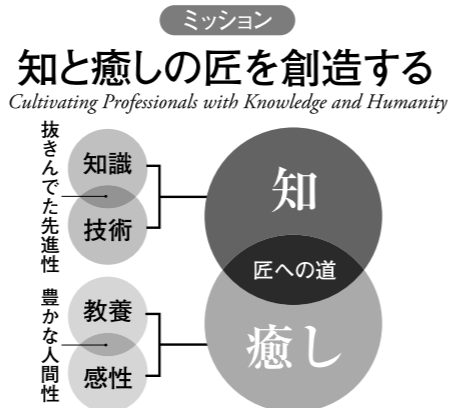 ミッション
知と癒しの匠を創造する
Cultivating Professionals with Knowledge and Humanity
抜きんでた先進性
知識
技術
知
匠への道
豊かな人間性
教養
感性
癒し